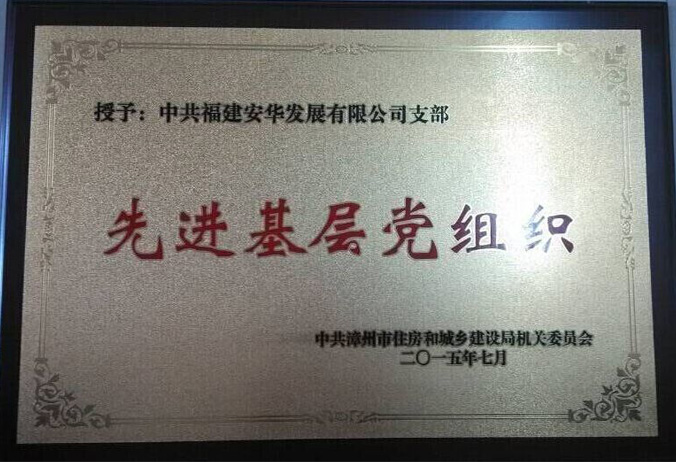 授予：中共福建安华发展有限公司支部
先进基层党组织
中共漳州市住房和城乡建设局机关委员会
二〇一五年七月